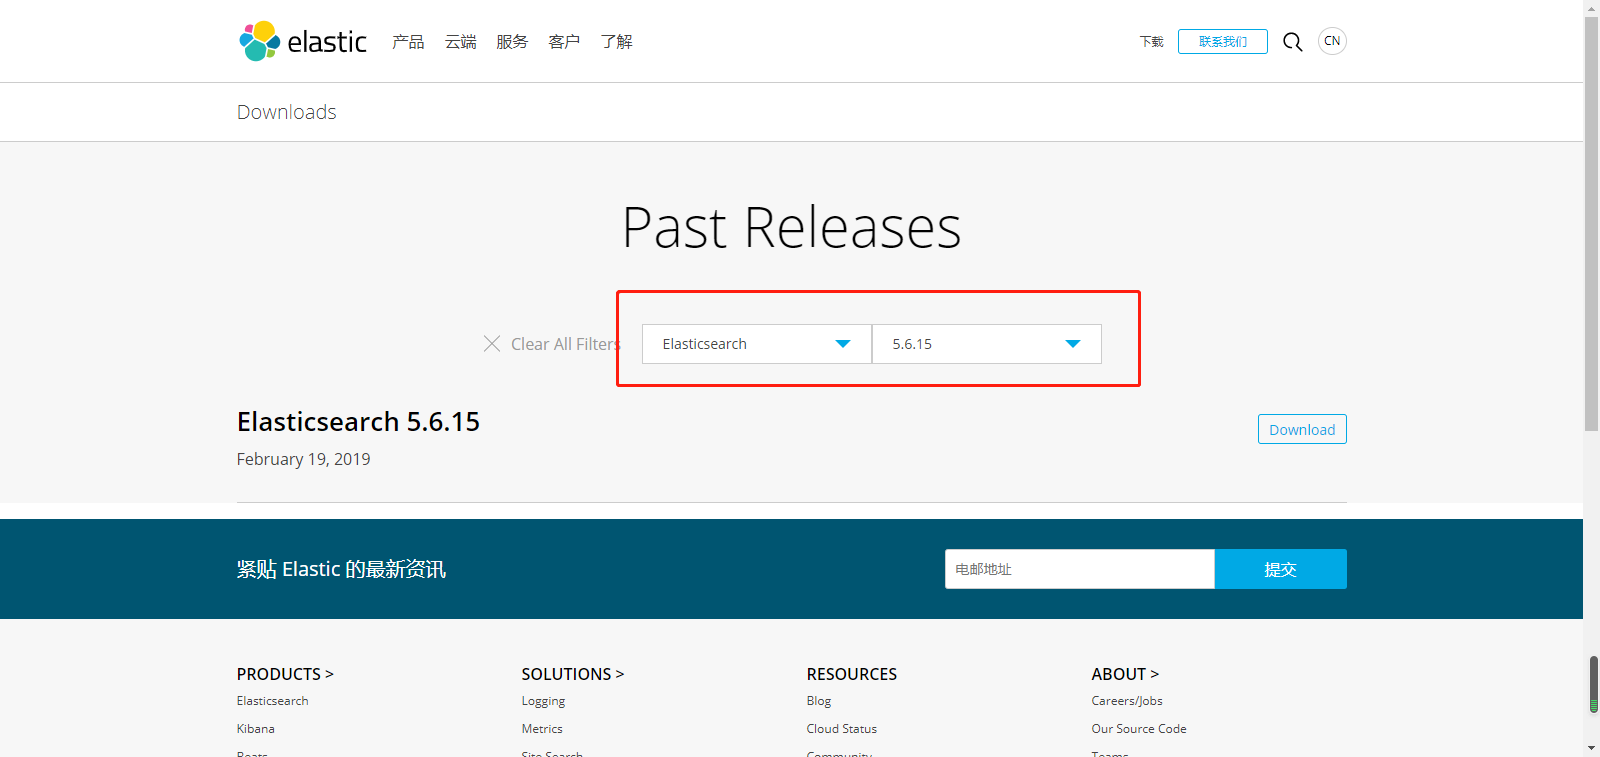 elastic 产品 云端 服务 客户 了解 下载 联系我们 CN
Downloads
Past Releases
Clear All Filters Elasticsearch 5.6.15
Elasticsearch 5.6.15
Download
February 19, 2019
紧贴 Elastic 的最新资讯 电邮地址 提交
PRODUCTS > SOLUTIONS > RESOURCES ABOUT >
Elasticsearch Logging Blog Careers/Jobs
Kibana Metrics Cloud Status Our Source Code
Beats Site Search Community Teams